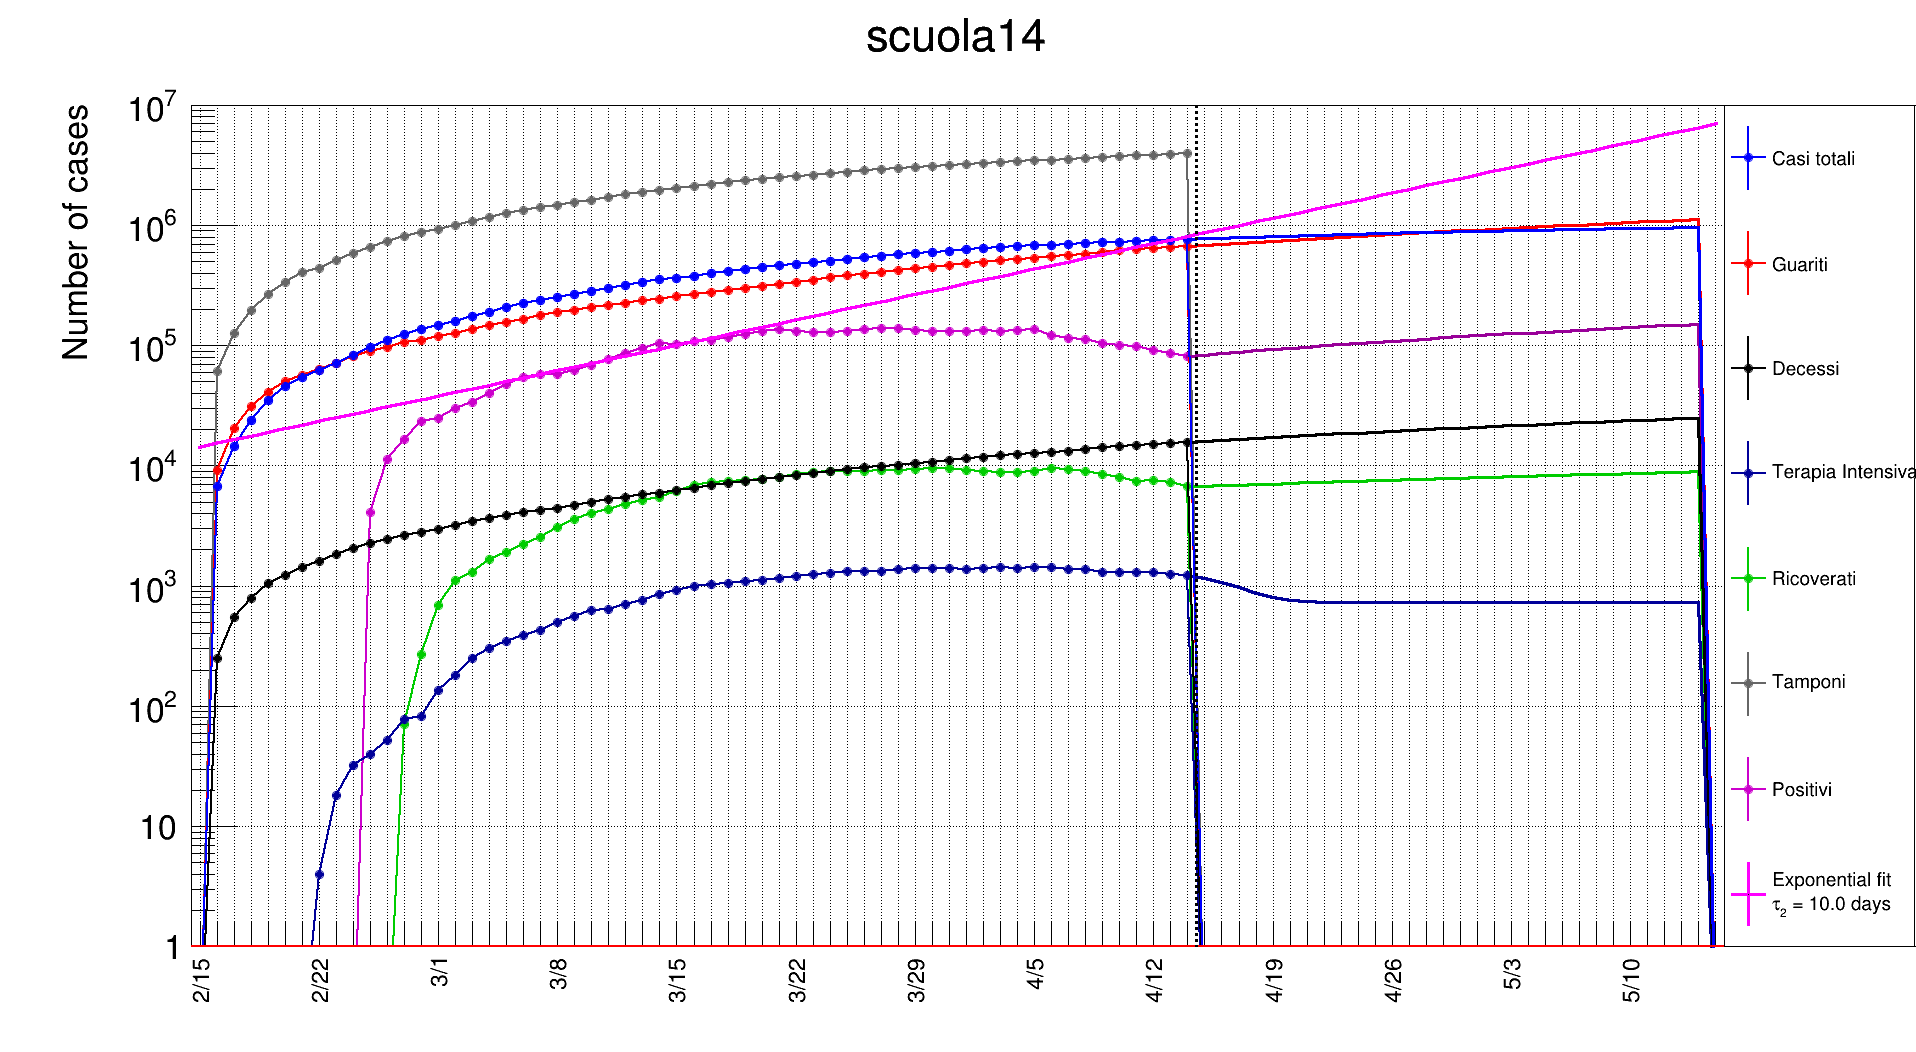 scuola14
Number of cases
10^7
10^6
10^5
10^4
10^3
10^2
10
1
2/15
2/22
3/1
3/8
3/15
3/22
3/29
4/5
4/12
4/19
4/26
5/3
5/10
Casi totali
Guariti
Decessi
Terapia Intensiva
Ricoverati
Tamponi
Positivi
Exponential fit
τ₂ = 10.0 days